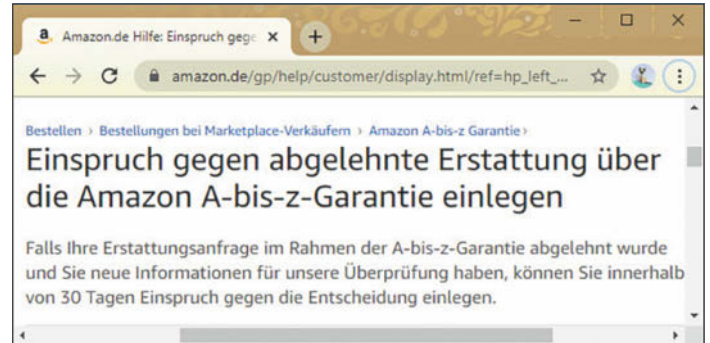 Amazon.de Hilfe: Einspruch gege
amazon.de/gp/help/customer/display.html/ref=hp_left_...
Bestellen › Bestellungen bei Marketplace-Verkäufern › Amazon A-bis-z Garantie ›
Einspruch gegen abgelehnte Erstattung über
die Amazon A-bis-z-Garantie einlegen
Falls Ihre Erstattungsanfrage im Rahmen der A-bis-z-Garantie abgelehnt wurde
und Sie neue Informationen für unsere Überprüfung haben, können Sie innerhalb
von 30 Tagen Einspruch gegen die Entscheidung einlegen.